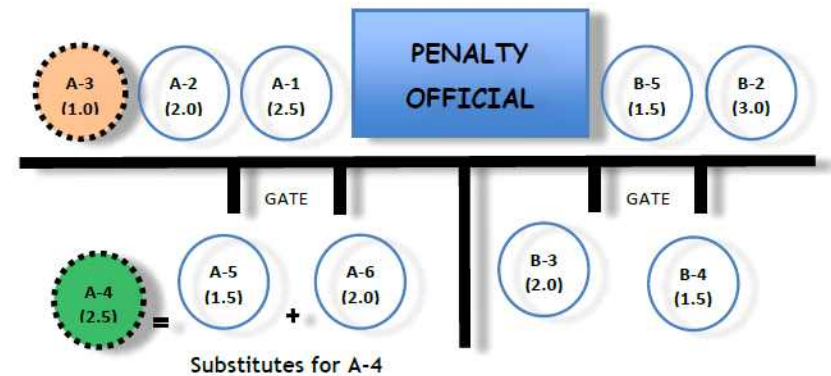 A-3
(1.0)
A-2
(2.0)
A-1
(2.5)
PENALTY
OFFICIAL
B-5
(1.5)
B-2
(3.0)
GATE
GATE
A-4
(2.5)
=
A-5
(1.5)
+
A-6
(2.0)
B-3
(2.0)
B-4
(1.5)
Substitutes for A-4